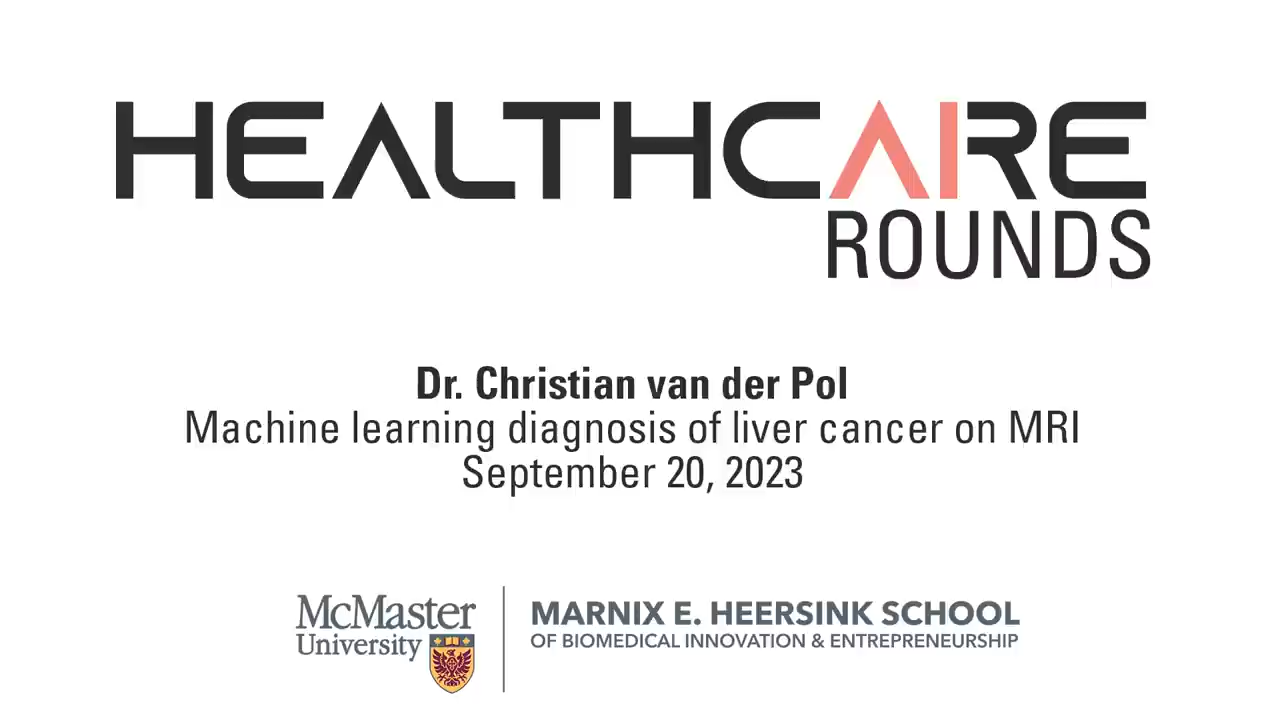 HEALTHCAIRE
ROUNDS
Dr. Christian van der Pol
Machine learning diagnosis of liver cancer on MRI
September 20, 2023
McMaster
University
MARNIX E. HEERSINK SCHOOL
OF BIOMEDICAL INNOVATION & ENTREPRENEURSHIP